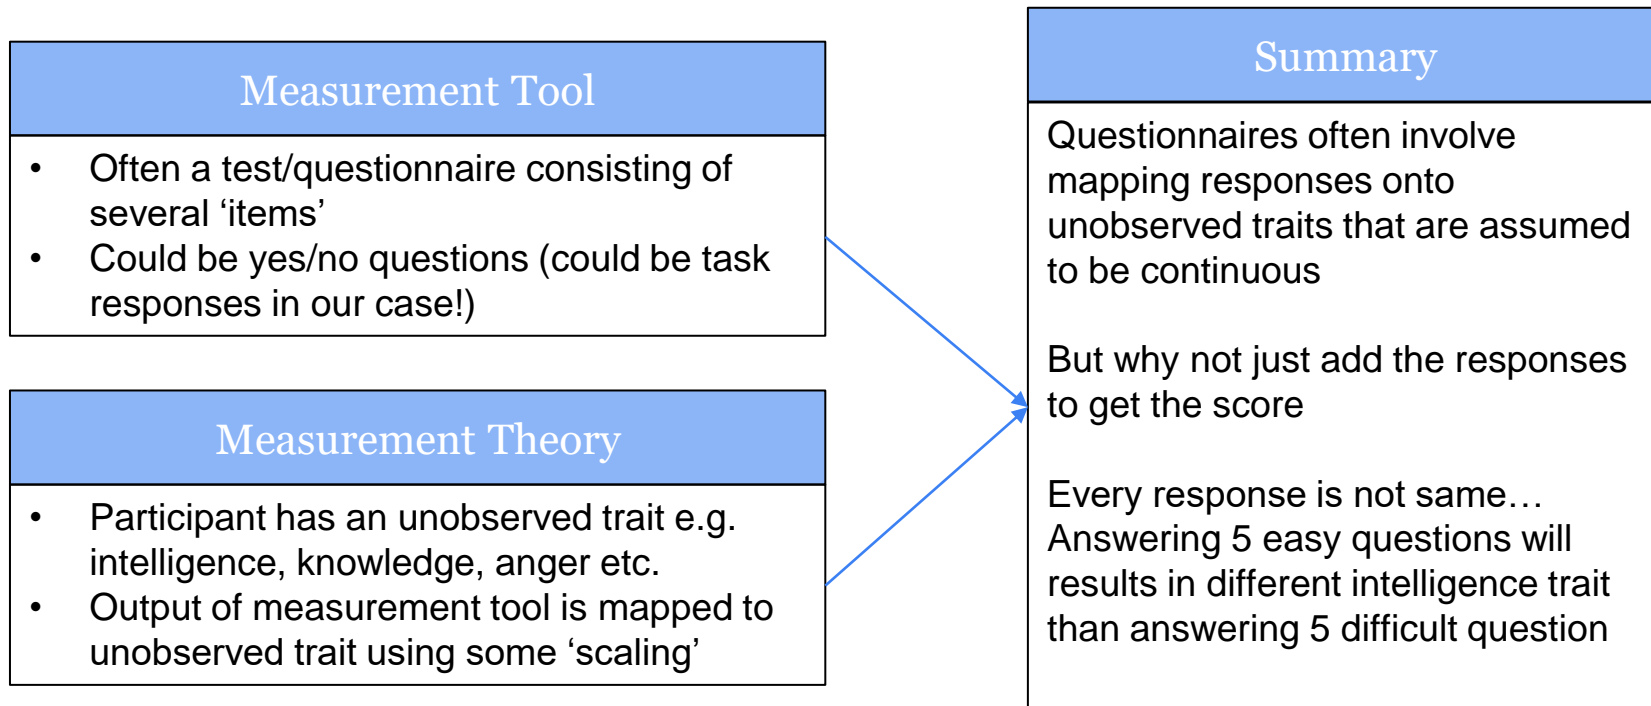 Measurement Tool
• Often a test/questionnaire consisting of
several ‘items’
• Could be yes/no questions (could be task
responses in our case!)
Measurement Theory
• Participant has an unobserved trait e.g.
intelligence, knowledge, anger etc.
• Output of measurement tool is mapped to
unobserved trait using some ‘scaling’
Summary
Questionnaires often involve
mapping responses onto
unobserved traits that are assumed
to be continuous
But why not just add the responses
to get the score
Every response is not same…
Answering 5 easy questions will
results in different intelligence trait
than answering 5 difficult question